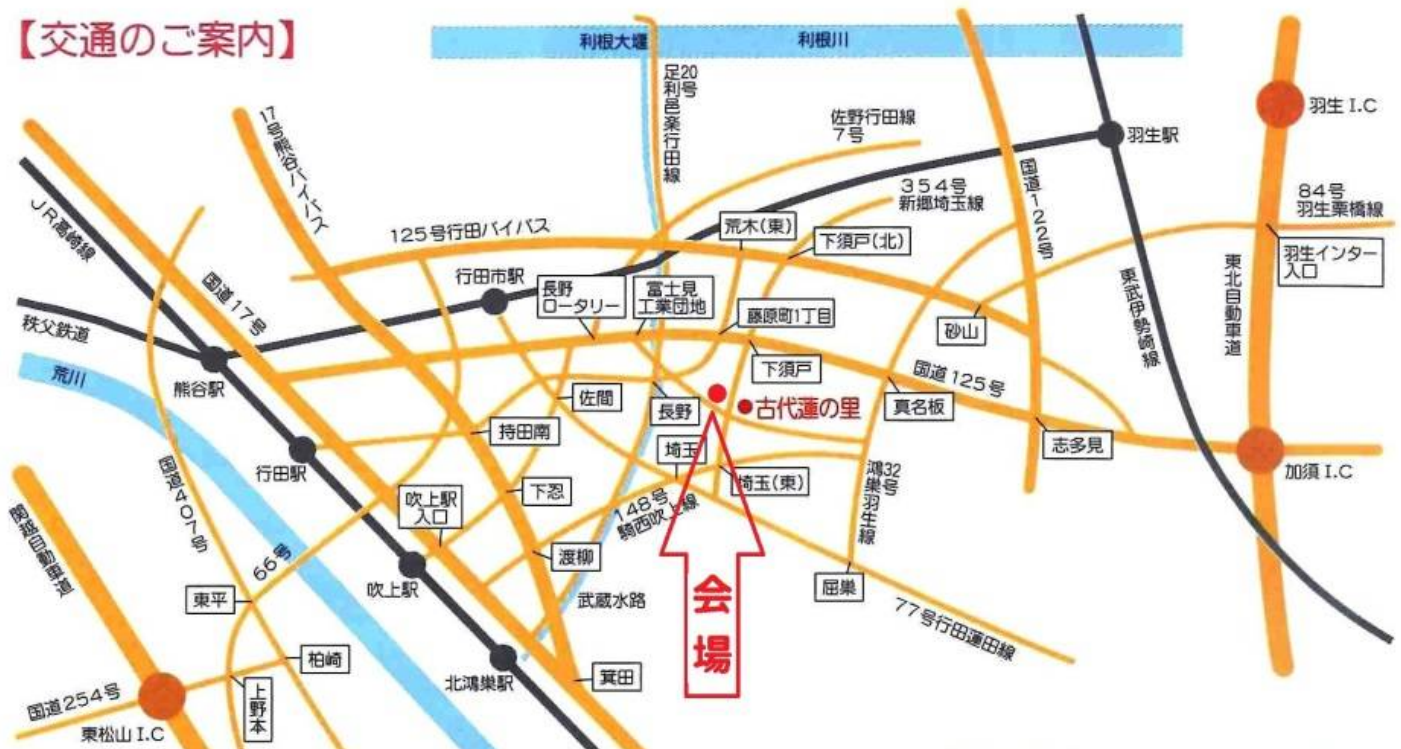 【交通のご案内】
利根大堰
利根川
足利邑楽行田線
20号
佐野行田線
7号
羽生駅
羽生I.C
17号熊谷バイパス
国道122号
354号
新郷埼玉線
84号
羽生栗橋線
JR高崎線
125号行田バイパス
荒木(東)
下須戸(北)
東武伊勢崎線
東北自動車道
羽生インター
入口
国道17号
行田市駅
長野
ロータリー
富士見
工業団地
藤原町1丁目
砂山
秩父鉄道
熊谷駅
荒川
下須戸
国道125号
佐間
長野
古代蓮の里
真名板
志多見
加須I.C
持田南
行田駅
国道407号
埼玉
埼玉(東)
鴻巣羽生線
32号
下忍
吹上駅
入口
148号
騎西吹上線
関越自動車道
66号
渡柳
吹上駅
東平
武蔵水路
会場
屈巣
77号行田蓮田線
柏崎
北鴻巣駅
箕田
国道254号
上野本
東松山I.C